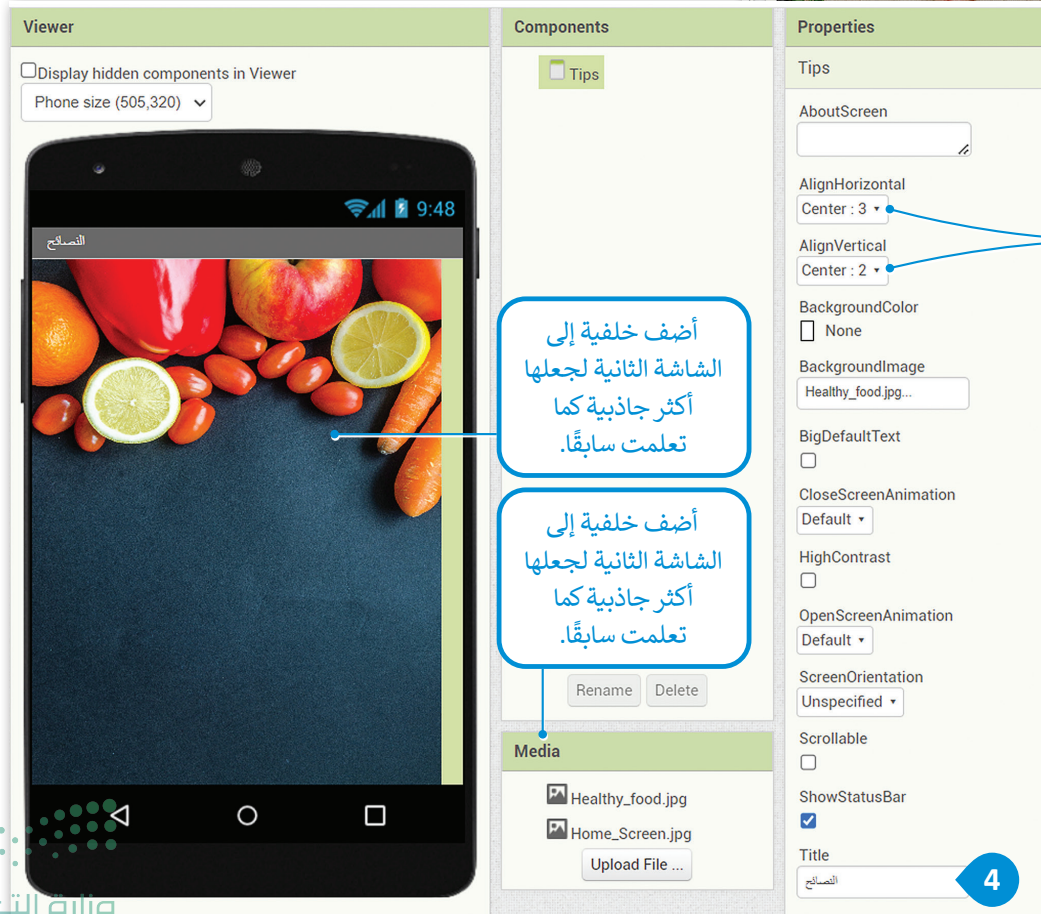 Viewer
Display hidden components in Viewer
Phone size (505,320)
9:48
النصائح
Components
Tips
أضف خلفية إلى
الشاشة الثانية لجعلها
أكثر جاذبية كما
تعلمت سابقًا.
أضف خلفية إلى
الشاشة الثانية لجعلها
أكثر جاذبية كما
تعلمت سابقًا.
Rename Delete
Media
Healthy_food.jpg
Home_Screen.jpg
Upload File ...
Properties
Tips
AboutScreen
AlignHorizontal
Center : 3
AlignVertical
Center : 2
BackgroundColor
None
BackgroundImage
Healthy_food.jpg...
BigDefaultText
CloseScreenAnimation
Default
HighContrast
OpenScreenAnimation
Default
ScreenOrientation
Unspecified
Scrollable
ShowStatusBar
Title
النصائح
4
وزارة